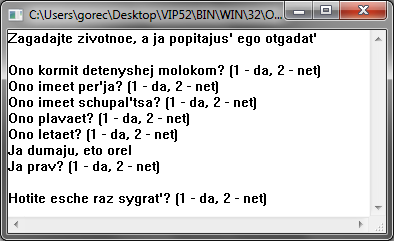 C:\Users\gorec\Desktop\VIP52\BIN\WIN\32\O...
Zagadajte zivotnoe, a ja popitajus' ego otgadat'
Ono kormit detenyshej molokom? (1 - da, 2 - net)
Ono imeet per'ja? (1 - da, 2 - net)
Ono imeet schupal'tsa? (1 - da, 2 - net)
Ono plavaet? (1 - da, 2 - net)
Ono letaet? (1 - da, 2 - net)
Ja dumaju, eto orel
Ja prav? (1 - da, 2 - net)
Hotite esche raz sygrat'? (1 - da, 2 - net)